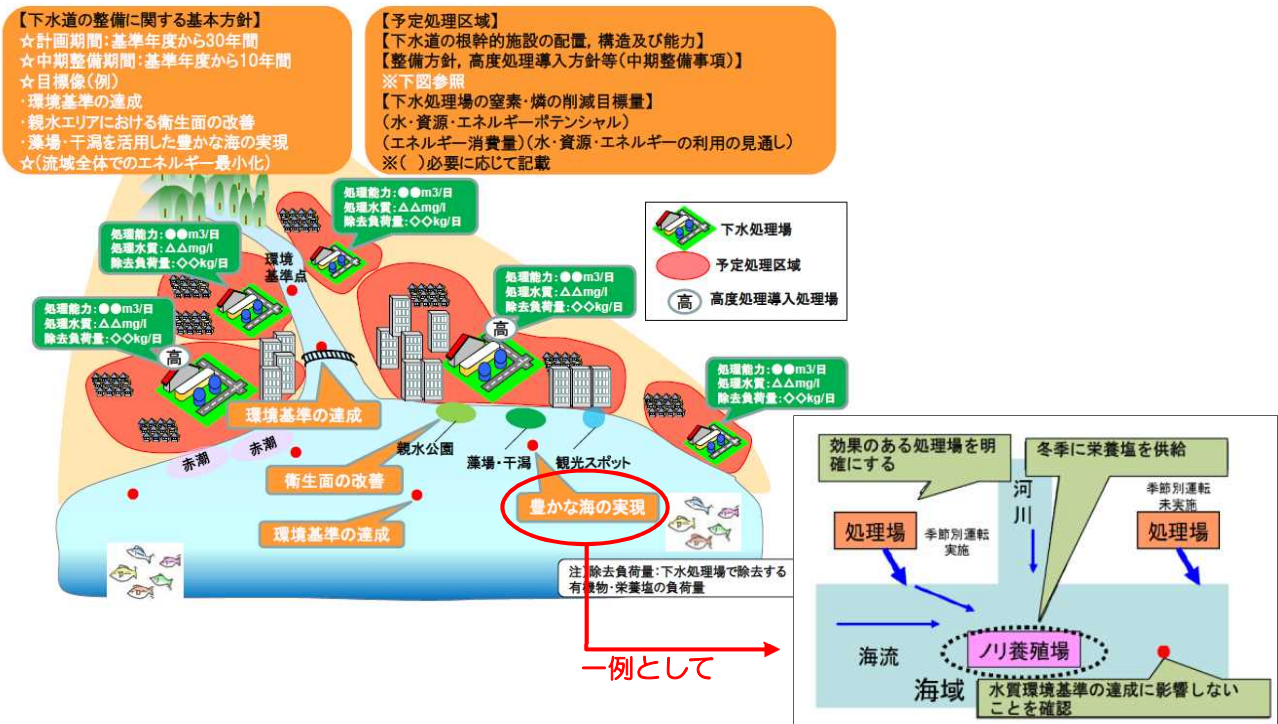 【下水道の整備に関する基本方針】
☆計画期間：基準年度から30年間
☆中期整備期間：基準年度から10年間
☆目標像（例）
・環境基準の達成
・親水エリアにおける衛生面の改善
・藻場・干潟を活用した豊かな海の実現
☆（流域全体でのエネルギー最小化）
【予定処理区域】
【下水道の根幹的施設の配置，構造及び能力】
【整備方針，高度処理導入方針等（中期整備事項）】
※下図参照
【下水処理場の窒素・燐の削減目標量】
（水・資源・エネルギーポテンシャル）
（エネルギー消費量）（水・資源・エネルギーの利用の見通し）
※（　）必要に応じて記載
処理能力：●●m3/日
処理水質：△△mg/l
除去負荷量：◇◇kg/日
処理能力：●●m3/日
処理水質：△△mg/l
除去負荷量：◇◇kg/日
環境
基準点
処理能力：●●m3/日
処理水質：△△mg/l
除去負荷量：◇◇kg/日
高
処理能力：●●m3/日
処理水質：△△mg/l
除去負荷量：◇◇kg/日
高
処理能力：●●m3/日
処理水質：△△mg/l
除去負荷量：◇◇kg/日
下水処理場
予定処理区域
高
高度処理導入処理場
環境基準の達成
赤潮
赤潮
親水公園
藻場・干潟
観光スポット
衛生面の改善
豊かな海の実現
環境基準の達成
注）除去負荷量：下水処理場で除去する
有機物・栄養塩の負荷量
一例として
効果のある処理場を明
確にする
冬季に栄養塩を供給
河
川
季節別運転
未実施
処理場
季節別運転
実施
処理場
海流
ノリ養殖場
海域
水質環境基準の達成に影響しない
ことを確認